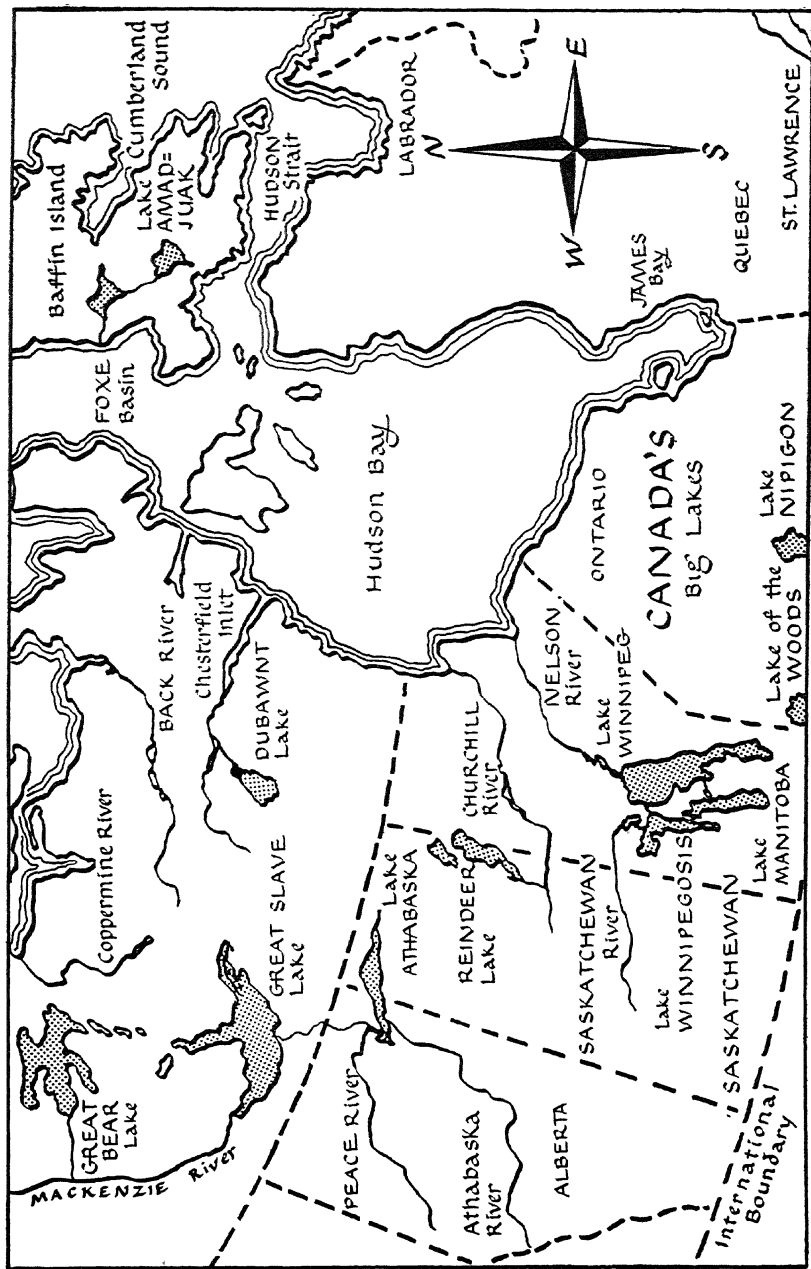 Baffin Island
Cumberland
Sound
Lake
AMAD=
JUAK
FOXE
Basin
HUDSON
Strait
LABRADOR
N
E
S
W
Coppermine River
BACK River
Chesterfield
Inlet
DUBAWNT
Lake
Hudson Bay
JAMES
Bay
QUEBEC
ST. LAWRENCE
GREAT
BEAR
Lake
MACKENZIE River
GREAT SLAVE
Lake
Lake
ATHABASKA
REINDEER
Lake
CHURCHILL
River
NELSON
River
ONTARIO
CANADA'S
Big Lakes
PEACE River
Athabaska
River
ALBERTA
SASKATCHEWAN
River
Lake
WINNIPEG
Lake
WINNIPEGOSIS
SASKATCHEWAN
Lake
MANITOBA
Lake of the
WOODS
Lake
NIPIGON
International
Boundary